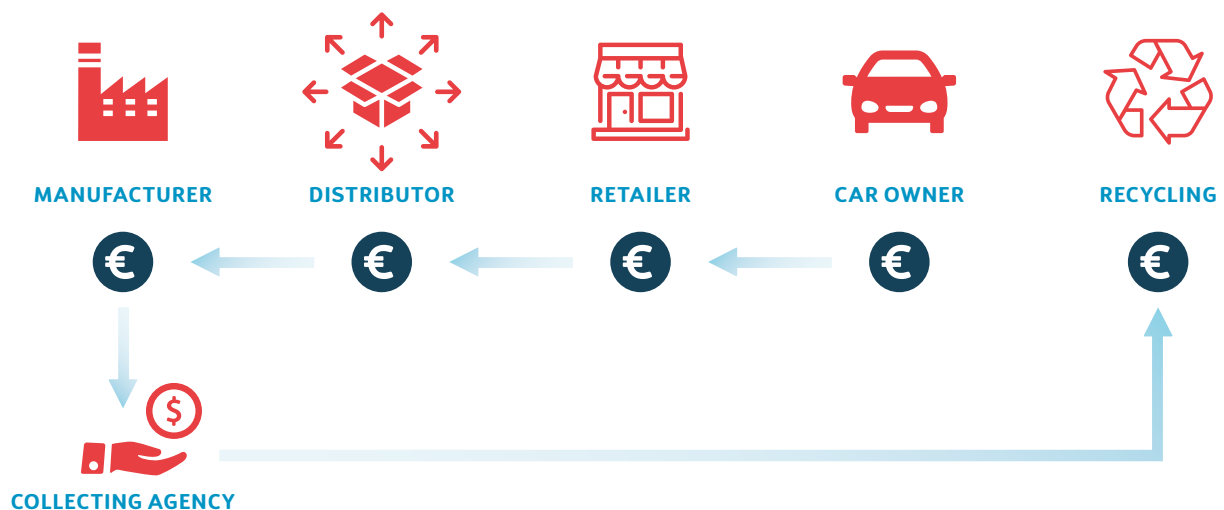 MANUFACTURER
DISTRIBUTOR
RETAILER
CAR OWNER
RECYCLING
€
€
€
€
€
$
COLLECTING AGENCY